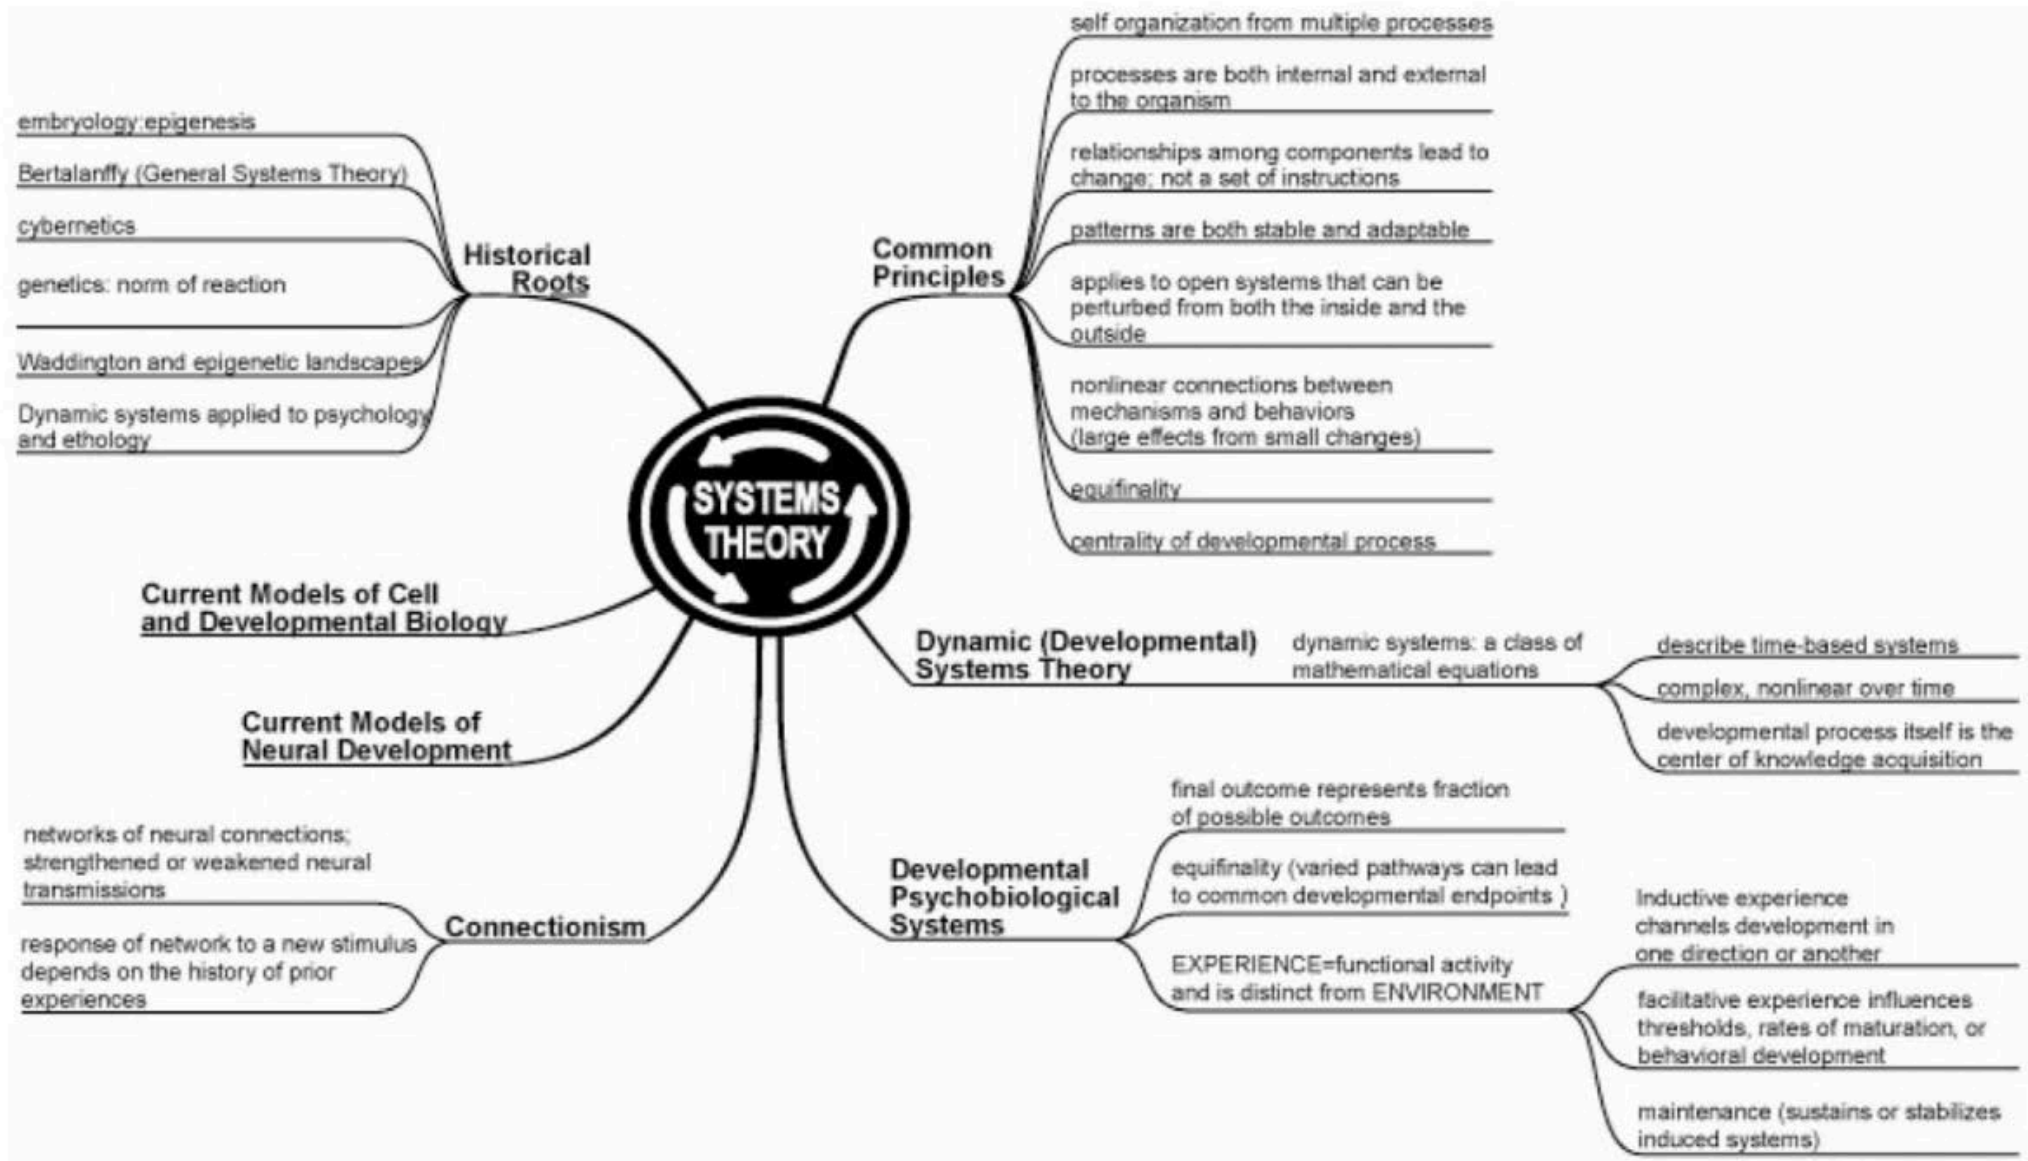 SYSTEMS
THEORY
Historical
Roots
embryology:epigenesis
Bertalanffy (General Systems Theory)
cybernetics
genetics: norm of reaction
Waddington and epigenetic landscapes
Dynamic systems applied to psychology
and ethology
Current Models of Cell
and Developmental Biology
Current Models of
Neural Development
Connectionism
networks of neural connections;
strengthened or weakened neural
transmissions
response of network to a new stimulus
depends on the history of prior
experiences
Common
Principles
self organization from multiple processes
processes are both internal and external
to the organism
relationships among components lead to
change; not a set of instructions
patterns are both stable and adaptable
applies to open systems that can be
perturbed from both the inside and the
outside
nonlinear connections between
mechanisms and behaviors
(large effects from small changes)
equifinality
centrality of developmental process
Dynamic (Developmental)
Systems Theory
dynamic systems: a class of
mathematical equations
describe time-based systems
complex, nonlinear over time
developmental process itself is the
center of knowledge acquisition
Developmental
Psychobiological
Systems
final outcome represents fraction
of possible outcomes
equifinality (varied pathways can lead
to common developmental endpoints )
EXPERIENCE=functional activity
and is distinct from ENVIRONMENT
Inductive experience
channels development in
one direction or another
facilitative experience influences
thresholds, rates of maturation, or
behavioral development
maintenance (sustains or stabilizes
induced systems)